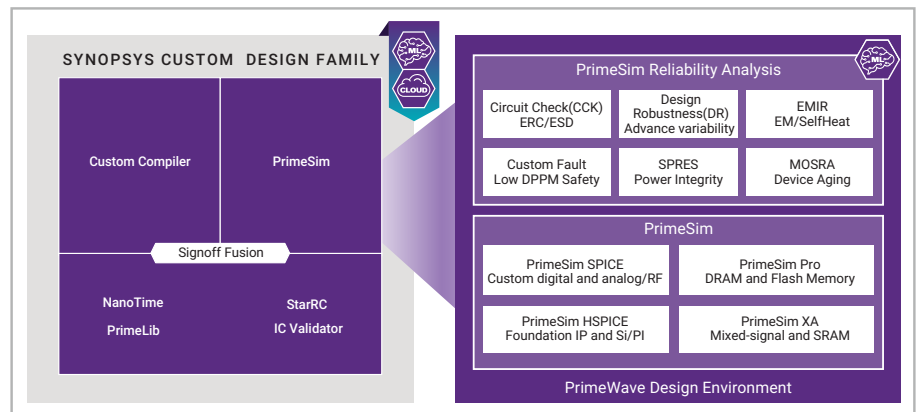 SYNOPSYS CUSTOM DESIGN FAMILY
ML
CLOUD
Custom Compiler
PrimeSim
Signoff Fusion
NanoTime
StarRC
PrimeLib
IC Validator
ML
PrimeSim Reliability Analysis
Circuit Check(CCK)
ERC/ESD
Design
Robustness(DR)
Advance variability
EMIR
EM/SelfHeat
Custom Fault
Low DPPM Safety
SPRES
Power Integrity
MOSRA
Device Aging
PrimeSim
PrimeSim SPICE
Custom digital and analog/RF
PrimeSim Pro
DRAM and Flash Memory
PrimeSim HSPICE
Foundation IP and Si/PI
PrimeSim XA
Mixed-signal and SRAM
PrimeWave Design Environment